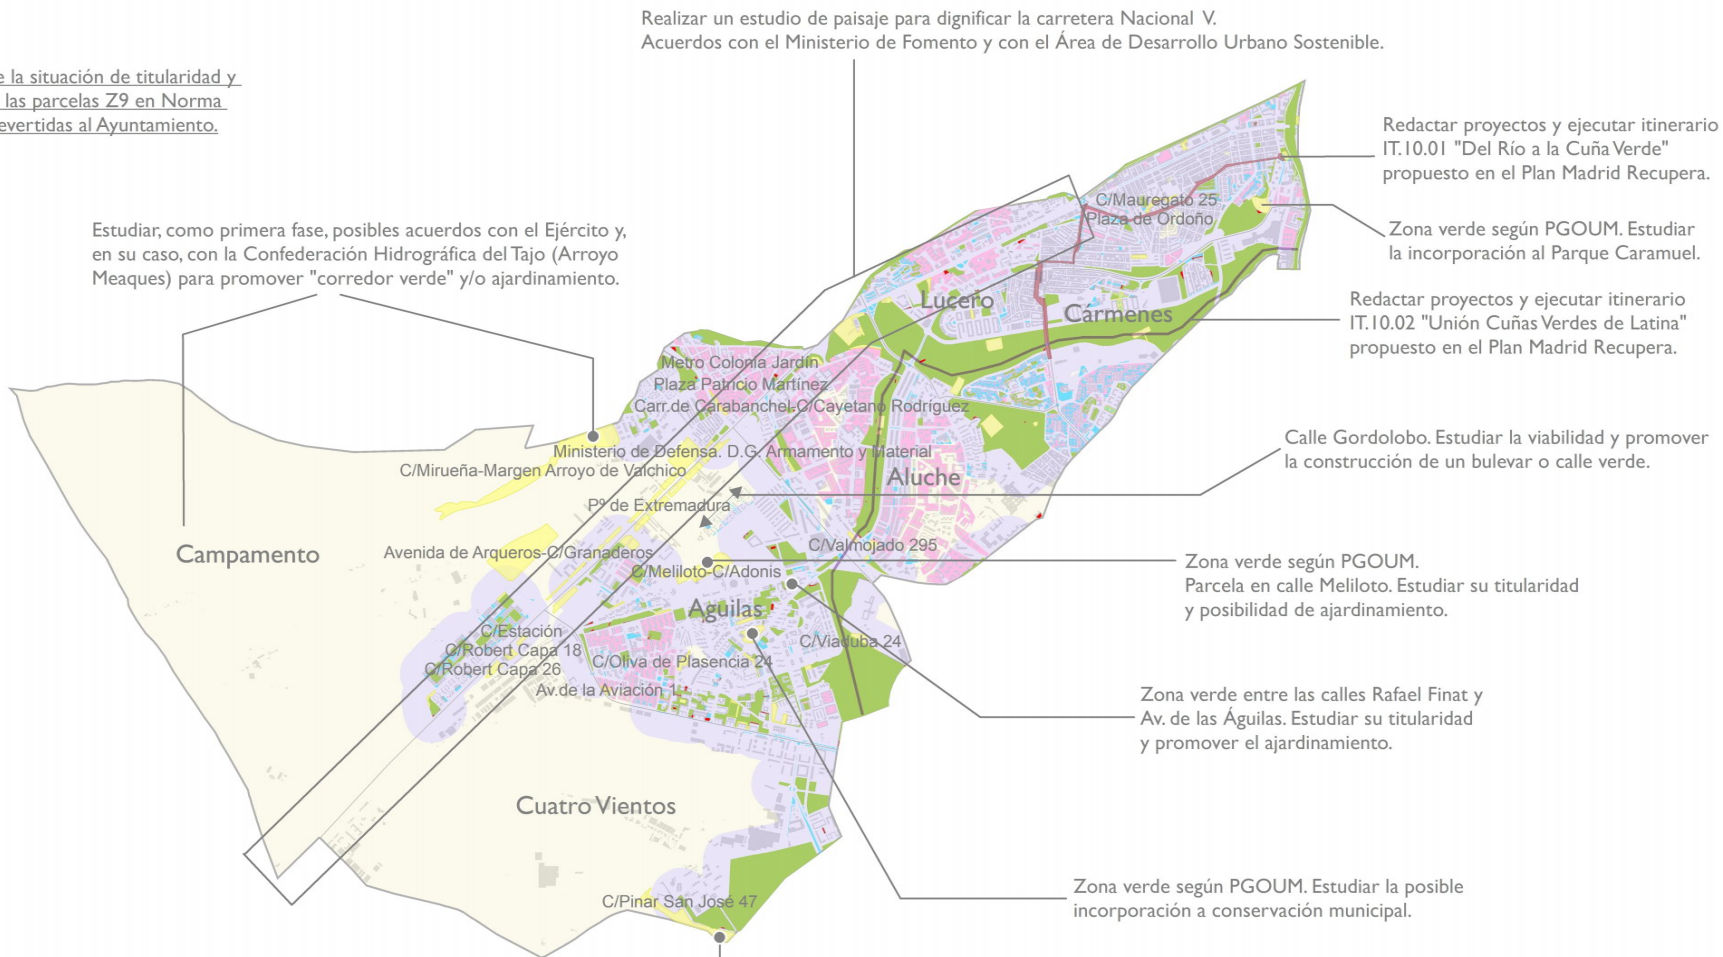 Realizar un estudio de paisaje para dignificar la carretera Nacional V.
Acuerdos con el Ministerio de Fomento y con el Área de Desarrollo Urbano Sostenible.
e la situación de titularidad y
las parcelas Z9 en Norma
evertidas al Ayuntamiento.
Redactar proyectos y ejecutar itinerario
IT.10.01 "Del Río a la Cuña Verde"
propuesto en el Plan Madrid Recupera.
Estudiar, como primera fase, posibles acuerdos con el Ejército y,
en su caso, con la Confederación Hidrográfica del Tajo (Arroyo
Meaques) para promover "corredor verde" y/o ajardinamiento.
Zona verde según PGOUM. Estudiar
la incorporación al Parque Caramuel.
Redactar proyectos y ejecutar itinerario
IT.10.02 "Unión Cuñas Verdes de Latina"
propuesto en el Plan Madrid Recupera.
C/Mauregato 25
Plaza de Ordoño
Lucero
Cármenes
Metro Colonia Jardín
Plaza Patricio Martínez
Carr.de Carabanchel-C/Cayetano Rodríguez
Ministerio de Defensa. D.G. Armamento y Material
C/Mirueña-Margen Arroyo de Valchico
Aluche
Pº de Extremadura
Calle Gordolobo. Estudiar la viabilidad y promover
la construcción de un bulevar o calle verde.
Campamento
Avenida de Arqueros-C/Granaderos
C/Valmojado 295
C/Meliloto-C/Adonis
Zona verde según PGOUM.
Parcela en calle Meliloto. Estudiar su titularidad
y posibilidad de ajardinamiento.
Aguilas
C/Estación
C/Robert Capa 18
C/Robert Capa 26
C/Viaduba 24
C/Oliva de Plasencia 24
Av.de la Aviación 1
Zona verde entre las calles Rafael Finat y
Av. de las Águilas. Estudiar su titularidad
y promover el ajardinamiento.
Cuatro Vientos
C/Pinar San José 47
Zona verde según PGOUM. Estudiar la posible
incorporación a conservación municipal.